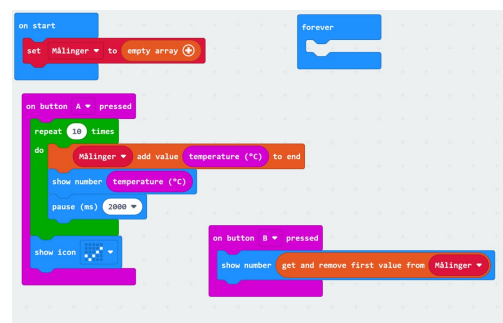 on start
set Målinger to empty array
forever
on button A pressed
repeat 10 times
do
Målinger add value temperature (°C) to end
show number temperature (°C)
pause (ms) 2000
show icon
on button B pressed
show number get and remove first value from Målinger